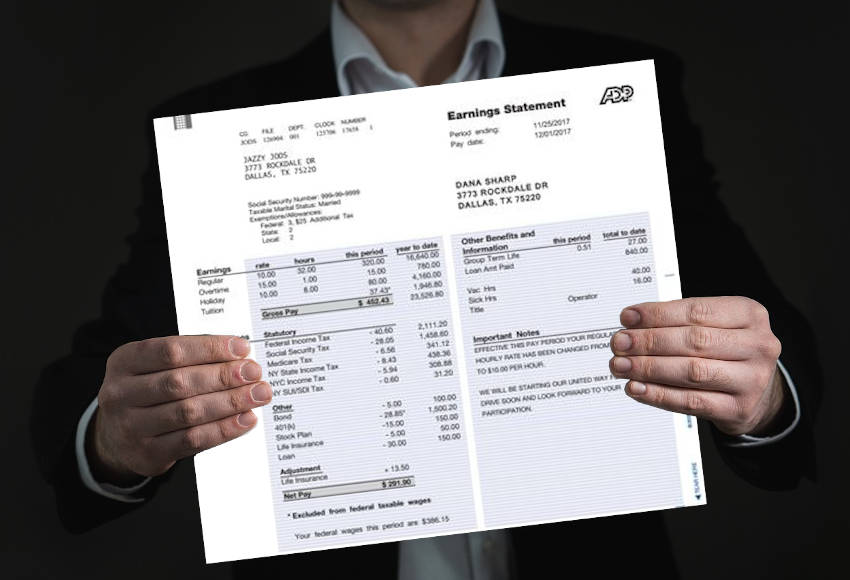 CO. FILE DEPT. CLOCK NUMBER
JODS 126904 001 123706 17658 1
JAZZY JODS
3773 ROCKDALE DR
DALLAS, TX 75220
Earnings Statement ADP
Period ending: 11/25/2017
Pay date: 12/01/2017
DANA SHARP
3773 ROCKDALE DR
DALLAS, TX 75220
Social Security Number: 999-99-9999
Taxable Marital Status: Married
Exemptions/Allowances:
Federal: 3, $25 Additional Tax
State: 2
Local: 2
Earnings rate hours this period year to date
Regular 10.00 32.00 320.00 16,640.00
Overtime 15.00 1.00 15.00 780.00
Holiday 10.00 8.00 80.00 4,160.00
Tuition 37.43* 1,946.80
Gross Pay $ 452.43 23,526.80
Statutory
Federal Income Tax - 40.60 2,111.20
Social Security Tax - 28.05 1,458.60
Medicare Tax - 6.56 341.12
NY State Income Tax - 8.43 438.36
NYC Income Tax - 5.94 308.88
NY SUI/SDI Tax - 0.60 31.20
Other
Bond - 5.00 100.00
401(k) - 28.85* 1,500.20
Stock Plan -15.00 150.00
Life Insurance - 5.00 50.00
Loan - 30.00 150.00
Adjustment
Life Insurance + 13.50
Net Pay $ 291.90
* Excluded from federal taxable wages
Your federal wages this period are $386.15
Other Benefits and
Information this period total to date
Group Term Life 0.51 27.00
Loan Amt Paid 840.00
Vac Hrs 40.00
Sick Hrs 16.00
Title Operator
Important Notes
EFFECTIVE THIS PAY PERIOD YOUR REGULAR
HOURLY RATE HAS BEEN CHANGED FROM
TO $10.00 PER HOUR.
WE WILL BE STARTING OUR UNITED WAY
DRIVE SOON AND LOOK FORWARD TO YOUR
PARTICIPATION.
TEAR HERE